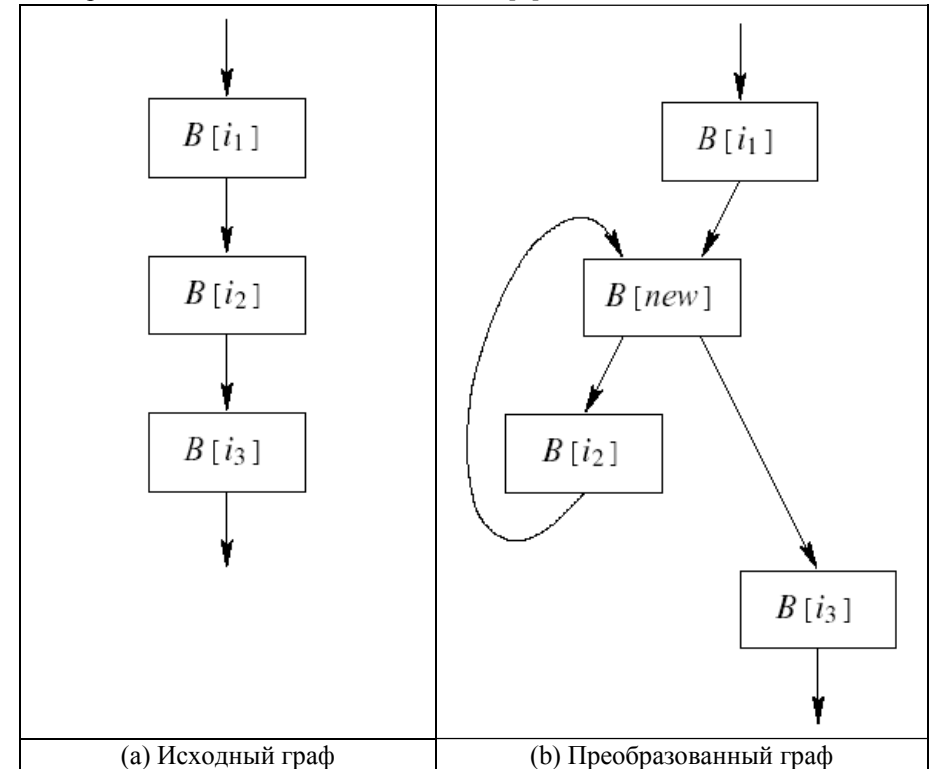 B[i₁]
B[i₂]
B[i₃]
(a) Исходный граф
B[i₁]
B[new]
B[i₂]
B[i₃]
(b) Преобразованный граф